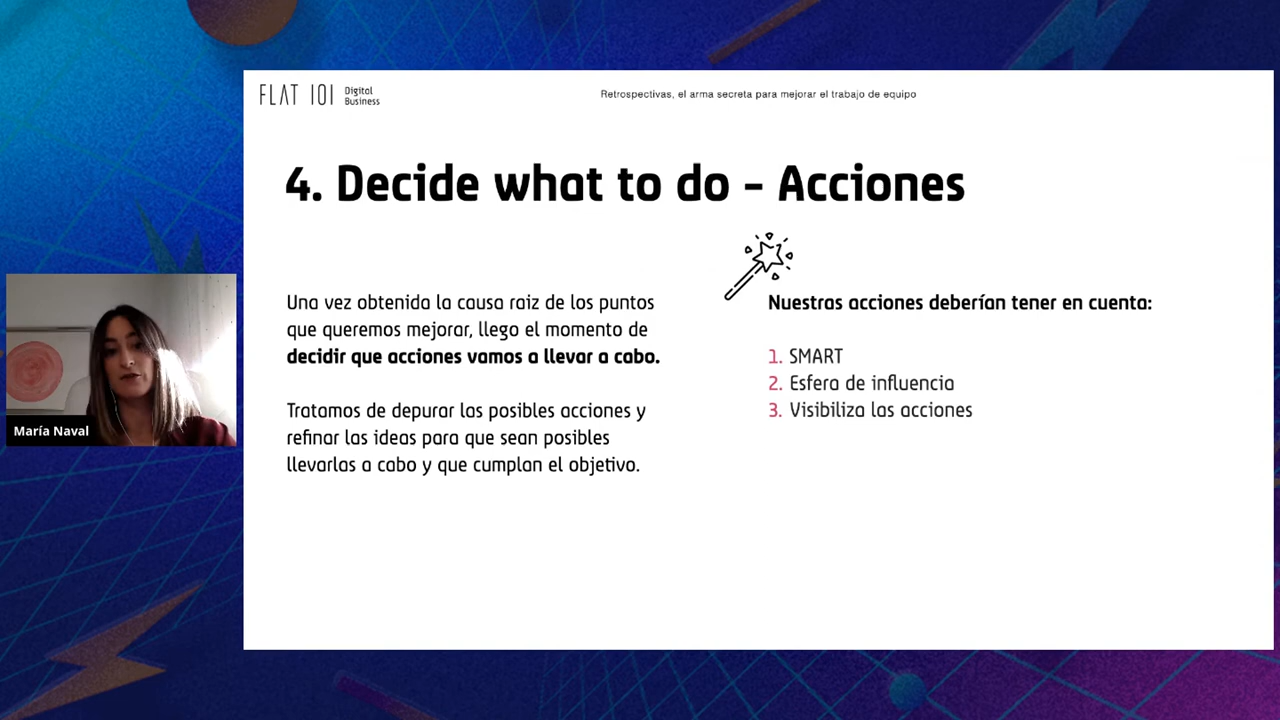 FLAT 101 Digital Business
Retrospectivas, el arma secreta para mejorar el trabajo de equipo
4. Decide what to do - Acciones
Una vez obtenida la causa raiz de los puntos
que queremos mejorar, llego el momento de
decidir que acciones vamos a llevar a cabo.
Tratamos de depurar las posibles acciones y
refinar las ideas para que sean posibles
llevarlas a cabo y que cumplan el objetivo.
Nuestras acciones deberían tener en cuenta:
1. SMART
2. Esfera de influencia
3. Visibiliza las acciones
María Naval